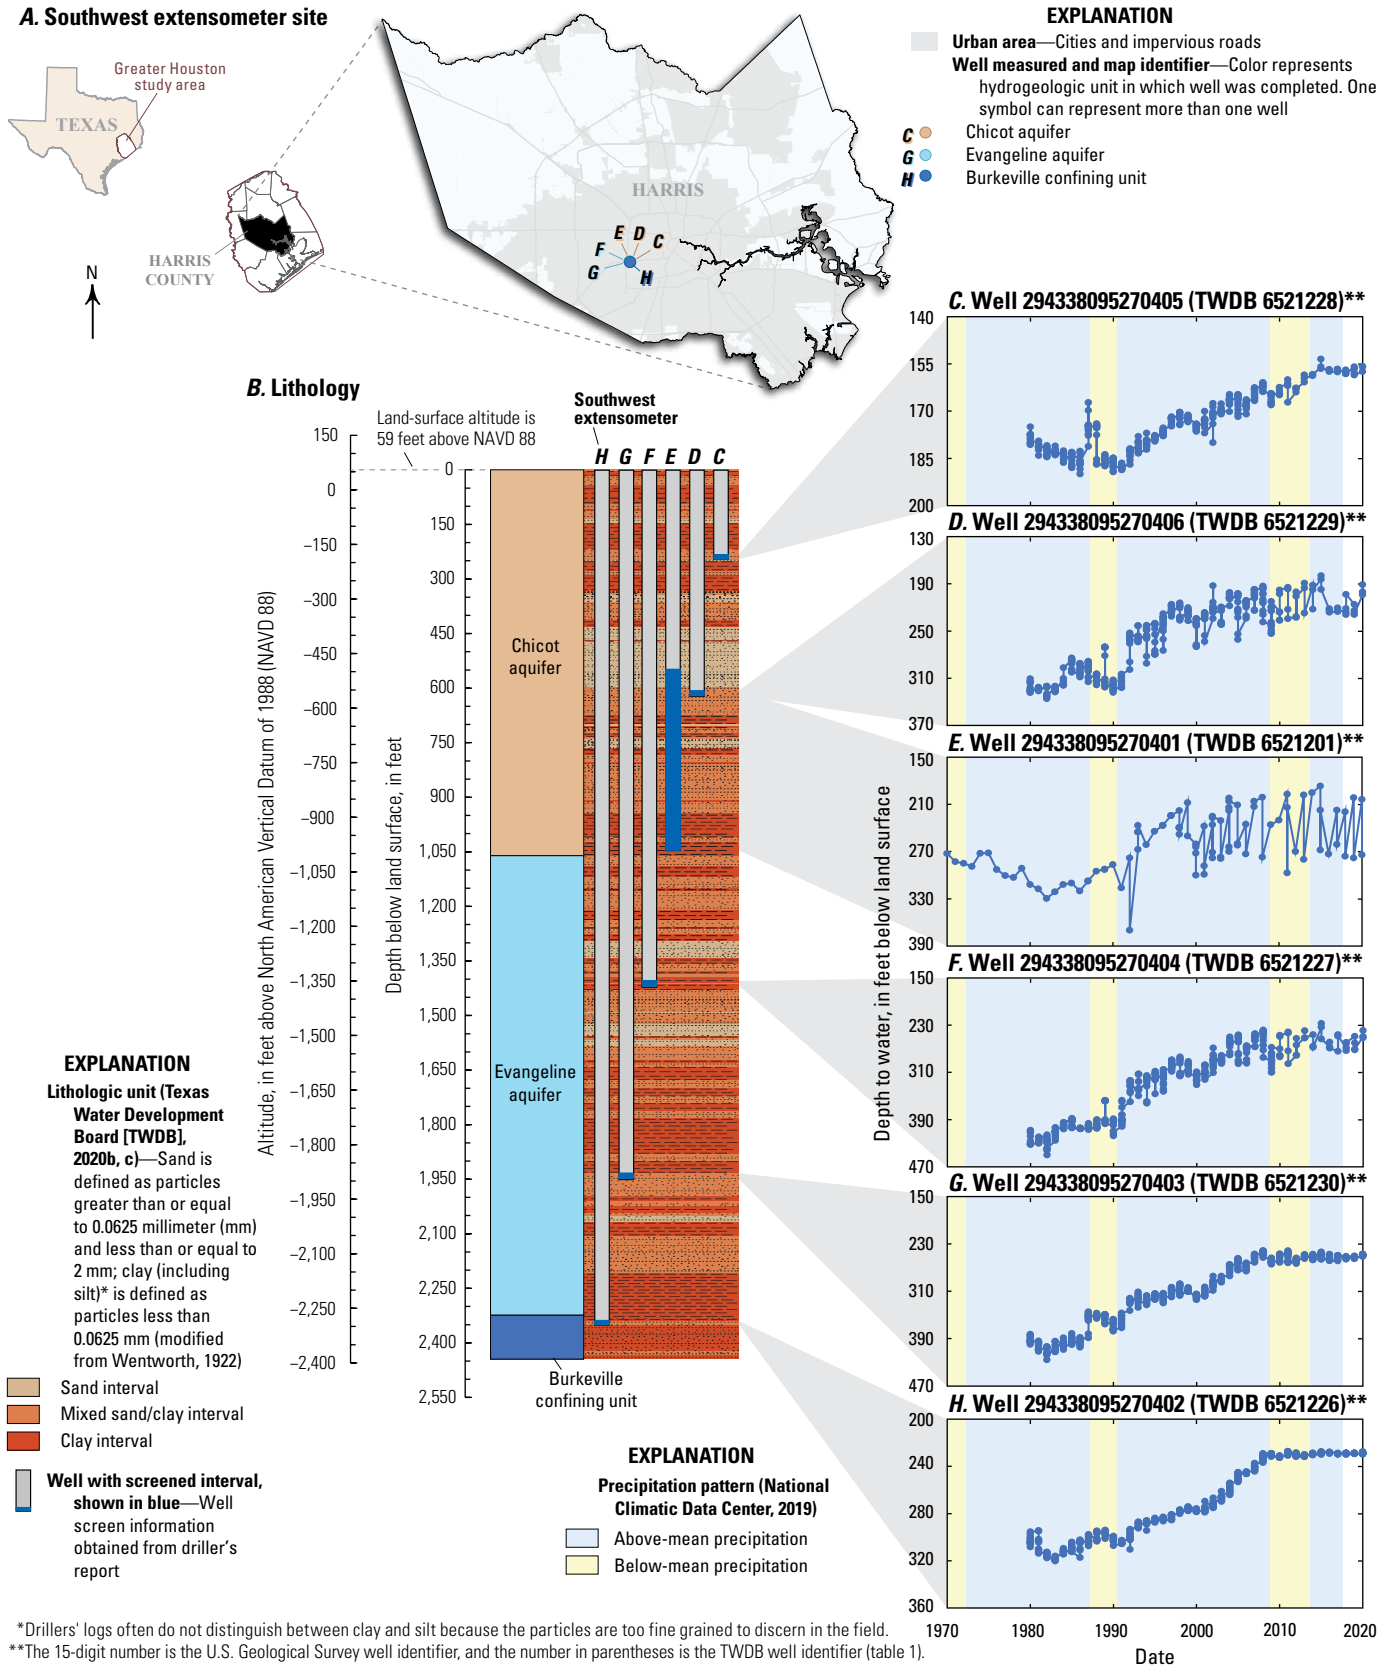 A. Southwest extensometer site
Greater Houston
study area
TEXAS
HARRIS
COUNTY
N
HARRIS
E D C
F
G
H
EXPLANATION
Urban area—Cities and impervious roads
Well measured and map identifier—Color represents
hydrogeologic unit in which well was completed. One
symbol can represent more than one well
C Chicot aquifer
G Evangeline aquifer
H Burkeville confining unit
B. Lithology
Land-surface altitude is
59 feet above NAVD 88
Southwest
extensometer
H G F E D C
Altitude, in feet above North American Vertical Datum of 1988 (NAVD 88)
150
0
−150
−300
−450
−600
−750
−900
−1,050
−1,200
−1,350
−1,500
−1,650
−1,800
−1,950
−2,100
−2,250
−2,400
Depth below land surface, in feet
0
150
300
450
600
750
900
1,050
1,200
1,350
1,500
1,650
1,800
1,950
2,100
2,250
2,400
2,550
Chicot
aquifer
Evangeline
aquifer
Burkeville
confining unit
Depth to water, in feet below land surface
C. Well 294338095270405 (TWDB 6521228)**
140
155
170
185
200
D. Well 294338095270406 (TWDB 6521229)**
130
190
250
310
370
E. Well 294338095270401 (TWDB 6521201)**
150
210
270
330
390
F. Well 294338095270404 (TWDB 6521227)**
150
230
310
390
470
G. Well 294338095270403 (TWDB 6521230)**
150
230
310
390
470
H. Well 294338095270402 (TWDB 6521226)**
200
240
280
320
360
1970 1980 1990 2000 2010 2020
Date
EXPLANATION
Lithologic unit (Texas
Water Development
Board [TWDB],
2020b, c)—Sand is
defined as particles
greater than or equal
to 0.0625 millimeter (mm)
and less than or equal to
2 mm; clay (including
silt)* is defined as
particles less than
0.0625 mm (modified
from Wentworth, 1922)
Sand interval
Mixed sand/clay interval
Clay interval
Well with screened interval,
shown in blue—Well
screen information
obtained from driller's
report
EXPLANATION
Precipitation pattern (National
Climatic Data Center, 2019)
Above-mean precipitation
Below-mean precipitation
*Drillers' logs often do not distinguish between clay and silt because the particles are too fine grained to discern in the field.
**The 15-digit number is the U.S. Geological Survey well identifier, and the number in parentheses is the TWDB well identifier (table 1).